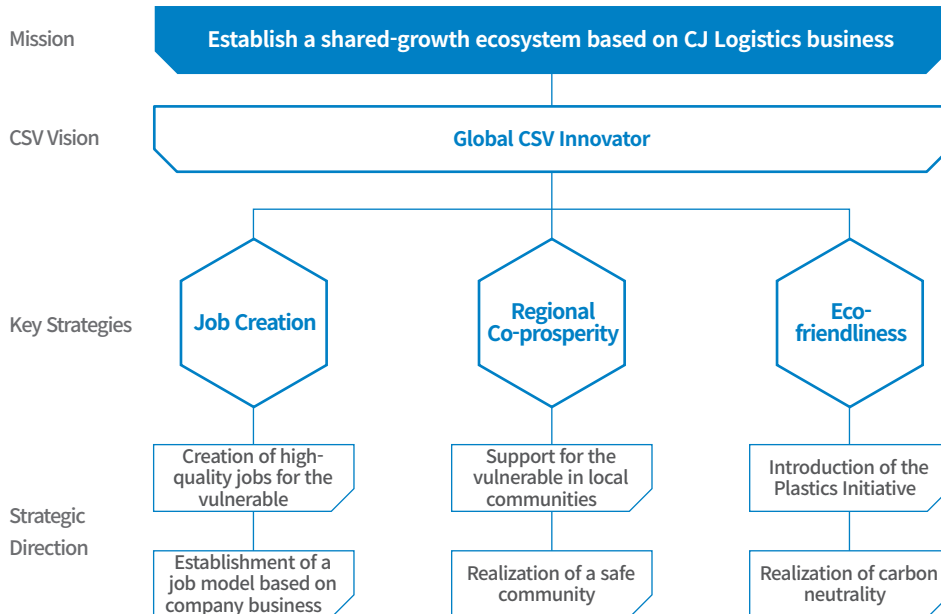 Mission
Establish a shared-growth ecosystem based on CJ Logistics business
CSV Vision
Global CSV Innovator
Key Strategies
Job Creation
Regional
Co-prosperity
Eco-
friendliness
Strategic
Direction
Creation of high-
quality jobs for the
vulnerable
Support for the
vulnerable in local
communities
Introduction of the
Plastics Initiative
Establishment of a
job model based on
company business
Realization of a safe
community
Realization of carbon
neutrality